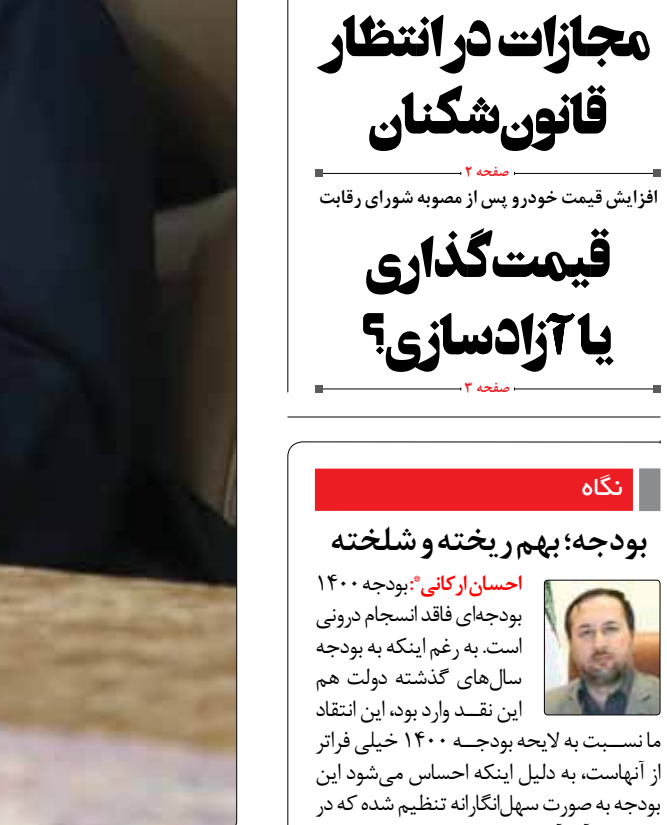 مجازات در انتظار
قانون‌شکنان
صفحه ۲
افزایش قیمت خودرو پس از مصوبه شورای رقابت
قیمت‌گذاری
یا آزادسازی؟
صفحه ۳
نگاه
بودجه؛ بهم ریخته و شلخته
احسان ارکانی*: بودجه ۱۴۰۰
بودجه‌ای فاقد انسجام درونی
است. به رغم اینکه به بودجه
سال‌های گذشته دولت هم
این نقــد وارد بود، این انتقاد
ما نســبت به لایحه بودجــه ۱۴۰۰ خیلی فراتر
از آنهاست، به دلیل اینکه احساس می‌شود این
بودجه به صورت سهل‌انگارانه تنظیم شده که در